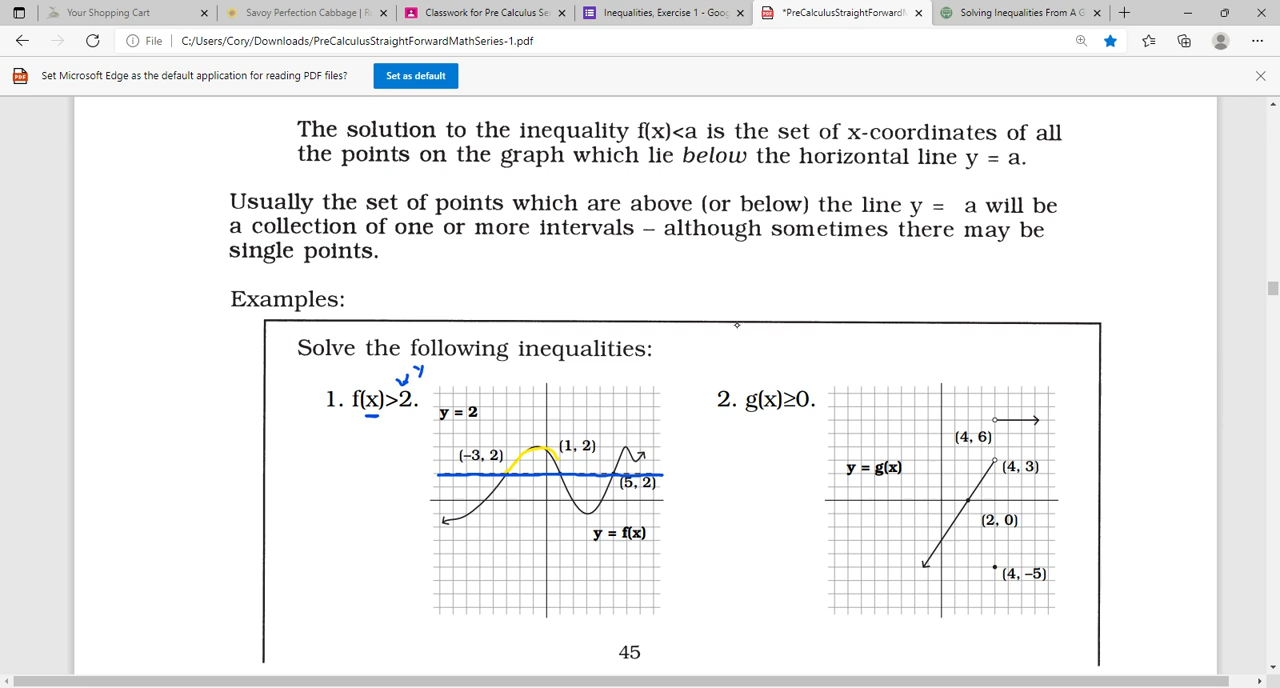 Your Shopping Cart
Savoy Perfection Cabbage | R
Classwork for Pre Calculus Se
Inequalities, Exercise 1 - Goog
*PreCalculusStraightForwardM
Solving Inequalities From A G
File | C:/Users/Cory/Downloads/PreCalculusStraightForwardMathSeries-1.pdf
Set Microsoft Edge as the default application for reading PDF files?
Set as default
The solution to the inequality f(x)<a is the set of x-coordinates of all
the points on the graph which lie below the horizontal line y = a.
Usually the set of points which are above (or below) the line y = a will be
a collection of one or more intervals – although sometimes there may be
single points.
Examples:
Solve the following inequalities:
y
1. f(x)>2.
y = 2
(−3, 2)
(1, 2)
(5, 2)
y = f(x)
2. g(x)≥0.
(4, 6)
y = g(x)
(4, 3)
(2, 0)
(4, −5)
45